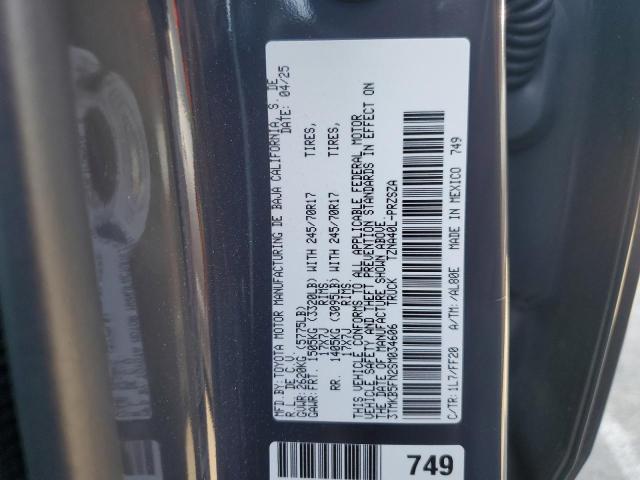 MFD.BY:TOYOTA MOTOR MANUFACTURING DE BAJA CALIFORNIA, S. DE
R.L. DE C.V. DATE: 04/25
GVWR:2620KG (5775LB)
GAWR:FRT. 1505KG (3320LB) WITH 245/70R17 TIRES,
17X7J RIMS
RR. 1405KG (3095LB) WITH 245/70R17 TIRES,
17X7J RIMS
THIS VEHICLE CONFORMS TO ALL APPLICABLE FEDERAL MOTOR
VEHICLE SAFETY AND THEFT PREVENTION STANDARDS IN EFFECT ON
THE DATE OF MANUFACTURE SHOWN ABOVE.
3TMKB5FN2SM034606 TRUCK TZNA40L-PRZSZA
C/TR: 1L7/FF20 A/TM: /AL80E MADE IN MEXICO 749
749